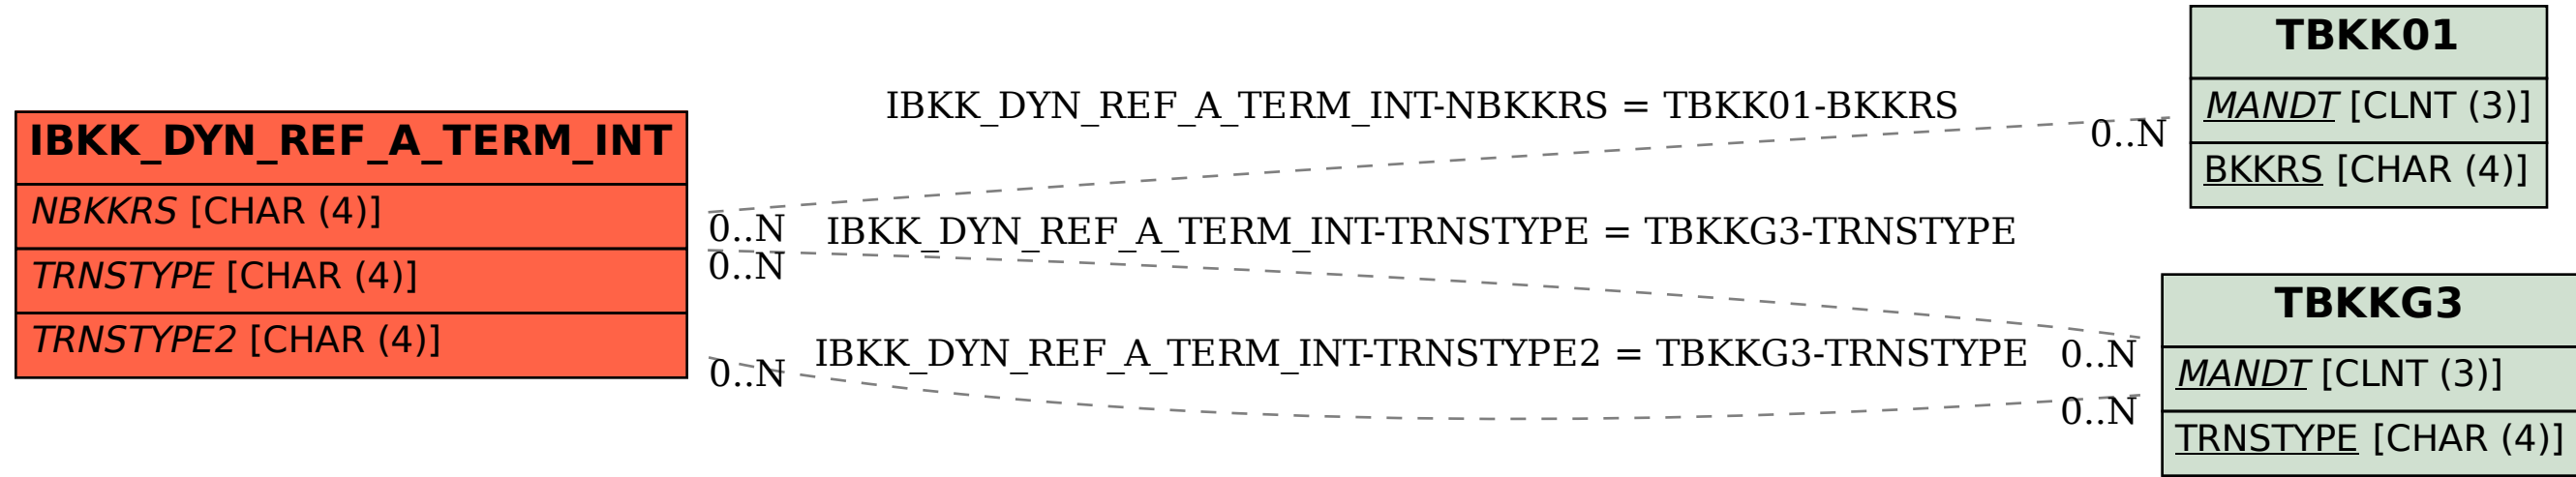 IBKK_DYN_REF_A_TERM_INT
NBKKRS [CHAR (4)]
TRNSTYPE [CHAR (4)]
TRNSTYPE2 [CHAR (4)]
IBKK_DYN_REF_A_TERM_INT-NBKKRS = TBKK01-BKKRS
0..N
0..N
IBKK_DYN_REF_A_TERM_INT-TRNSTYPE = TBKKG3-TRNSTYPE
0..N
0..N
IBKK_DYN_REF_A_TERM_INT-TRNSTYPE2 = TBKKG3-TRNSTYPE
0..N
0..N
TBKK01
MANDT [CLNT (3)]
BKKRS [CHAR (4)]
TBKKG3
MANDT [CLNT (3)]
TRNSTYPE [CHAR (4)]